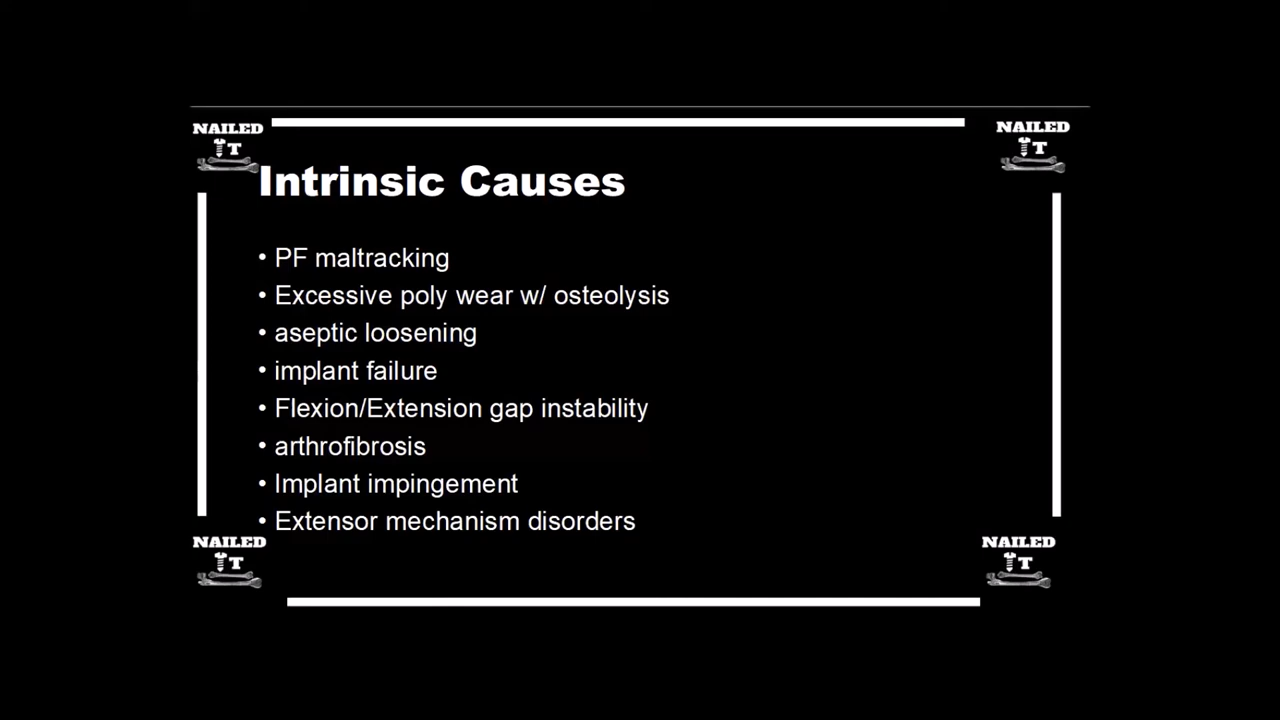 NAILED
IT
NAILED
IT
Intrinsic Causes
• PF maltracking
• Excessive poly wear w/ osteolysis
• aseptic loosening
• implant failure
• Flexion/Extension gap instability
• arthrofibrosis
• Implant impingement
• Extensor mechanism disorders
NAILED
IT
NAILED
IT